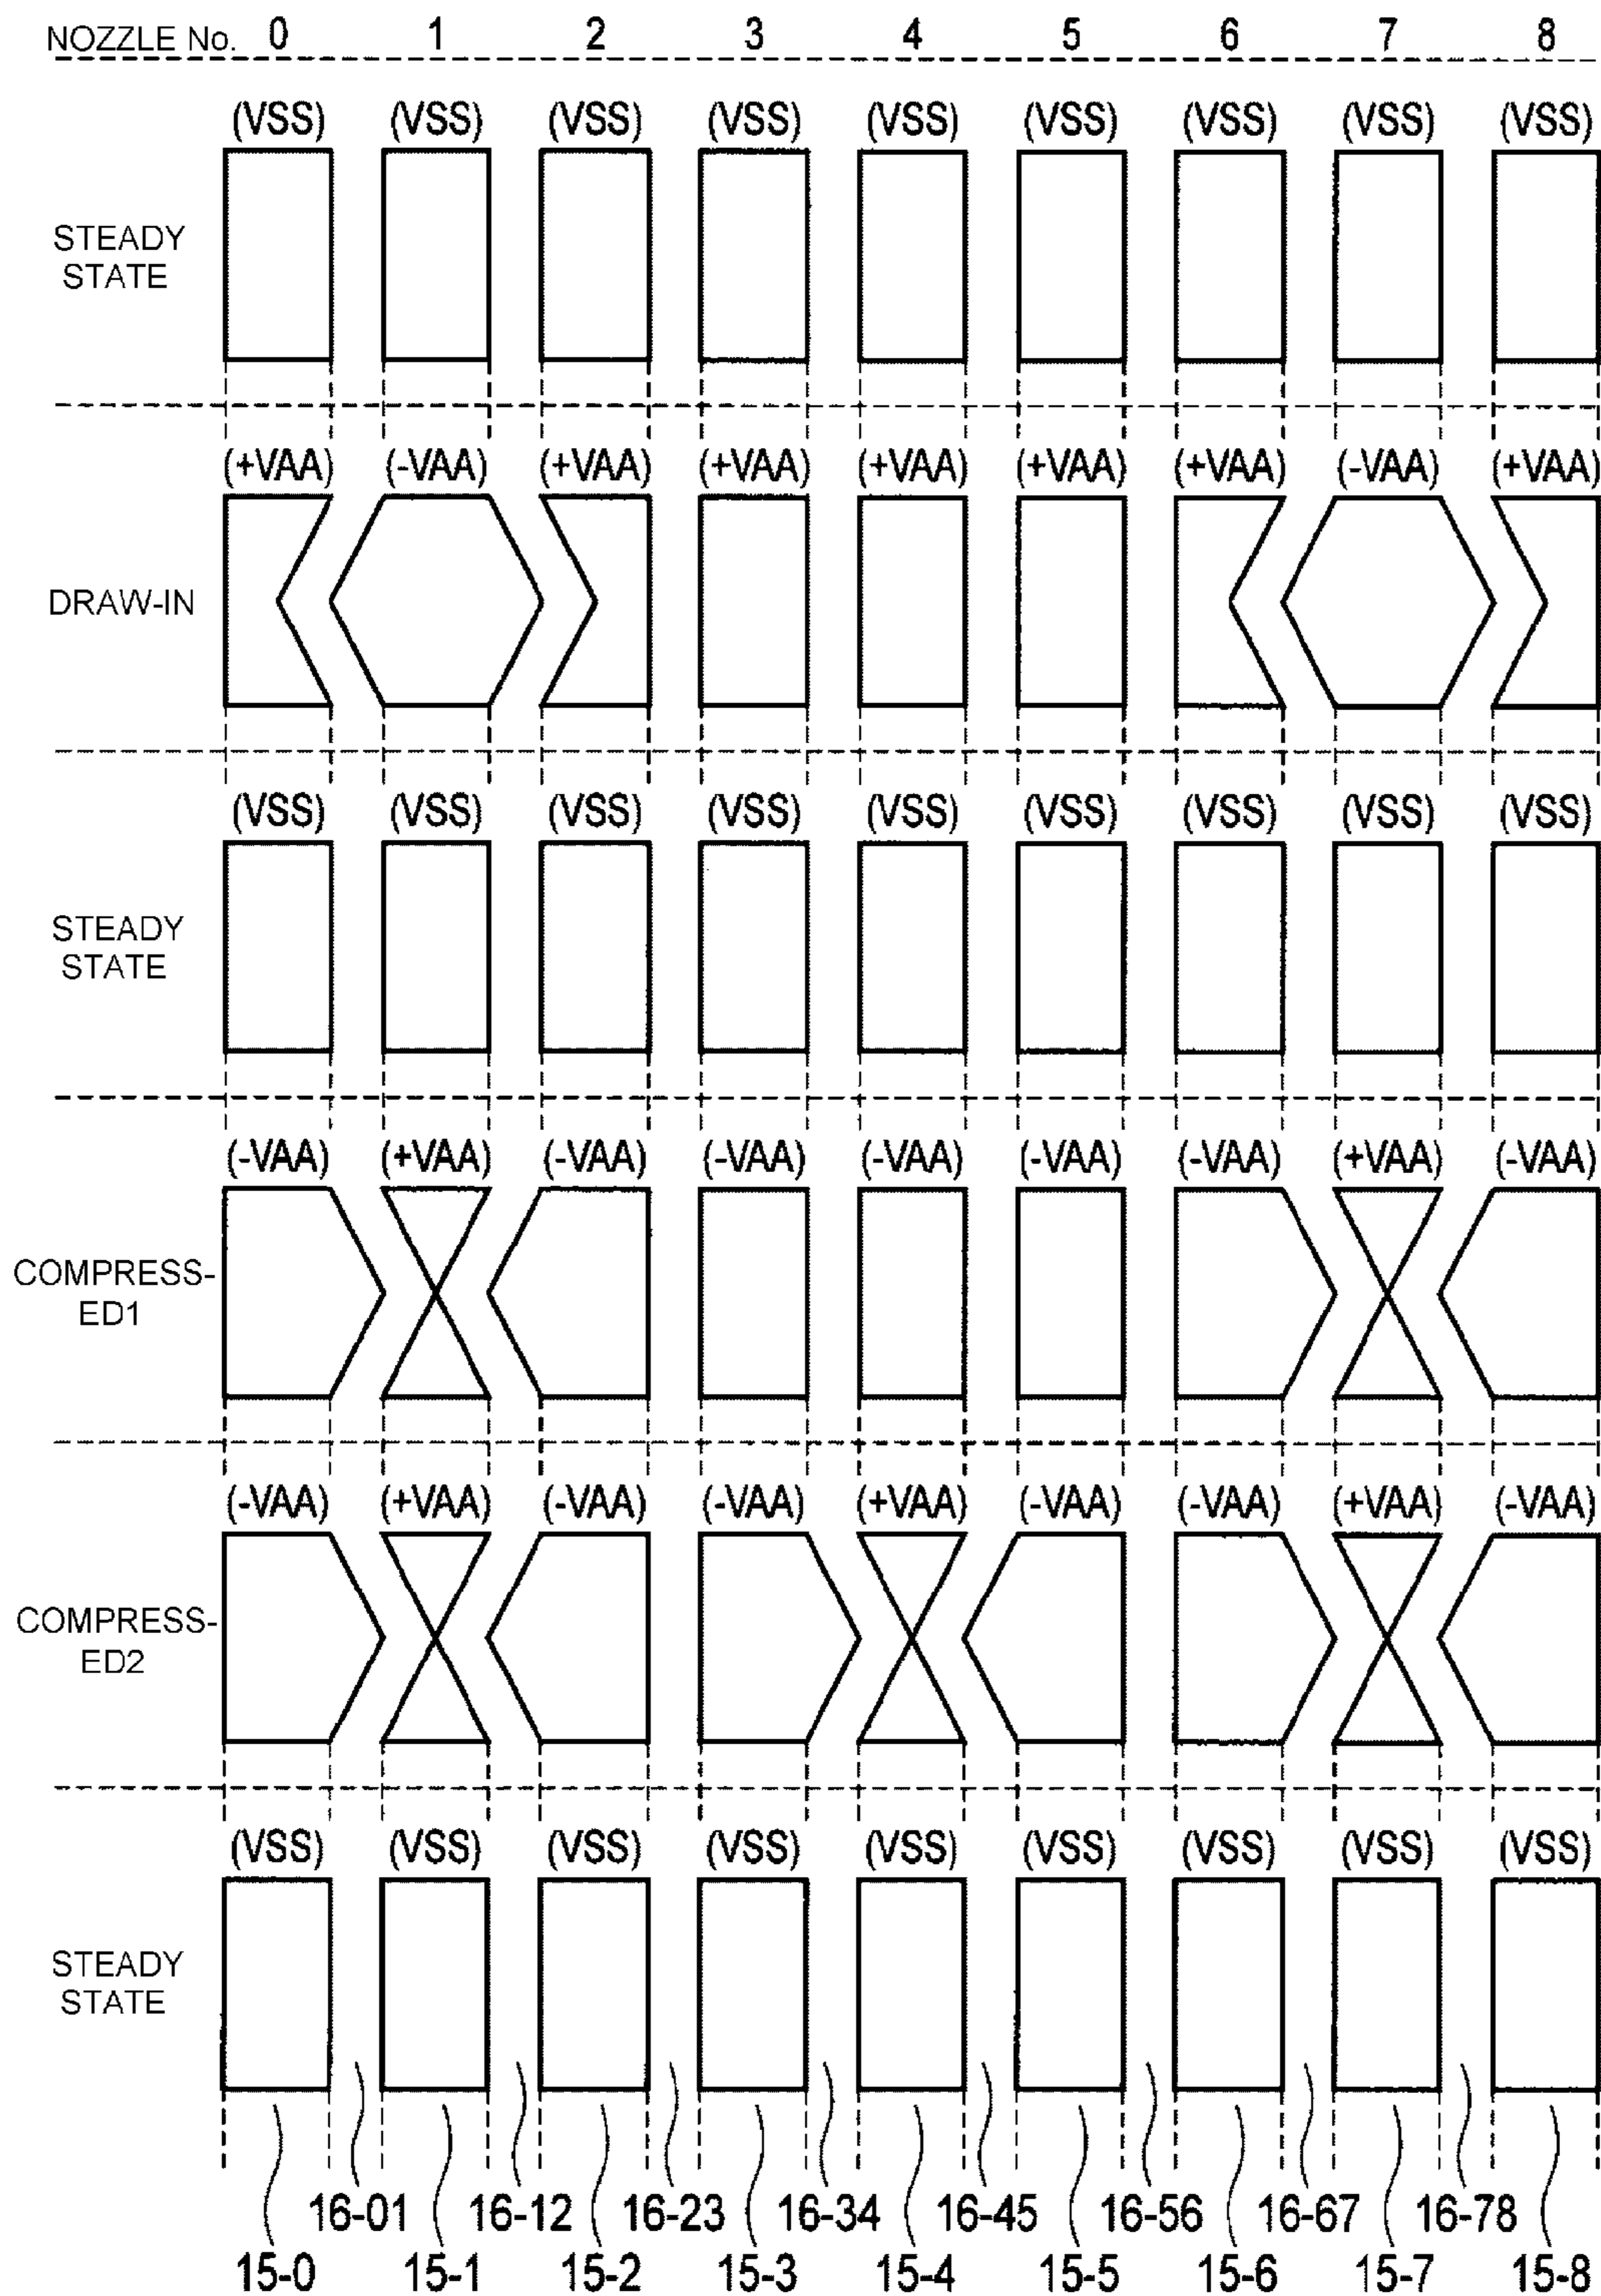 NOZZLE No. 0 1 2 3 4 5 6 7 8
(VSS) (VSS) (VSS) (VSS) (VSS) (VSS) (VSS) (VSS) (VSS)
STEADY
STATE
(+VAA) (-VAA) (+VAA) (+VAA) (+VAA) (+VAA) (+VAA) (-VAA) (+VAA)
DRAW-IN
(VSS) (VSS) (VSS) (VSS) (VSS) (VSS) (VSS) (VSS) (VSS)
STEADY
STATE
(-VAA) (+VAA) (-VAA) (-VAA) (-VAA) (-VAA) (-VAA) (+VAA) (-VAA)
COMPRESS-
ED1
(-VAA) (+VAA) (-VAA) (-VAA) (+VAA) (-VAA) (-VAA) (+VAA) (-VAA)
COMPRESS-
ED2
(VSS) (VSS) (VSS) (VSS) (VSS) (VSS) (VSS) (VSS) (VSS)
STEADY
STATE
16-01 16-12 16-23 16-34 16-45 16-56 16-67 16-78
15-0 15-1 15-2 15-3 15-4 15-5 15-6 15-7 15-8